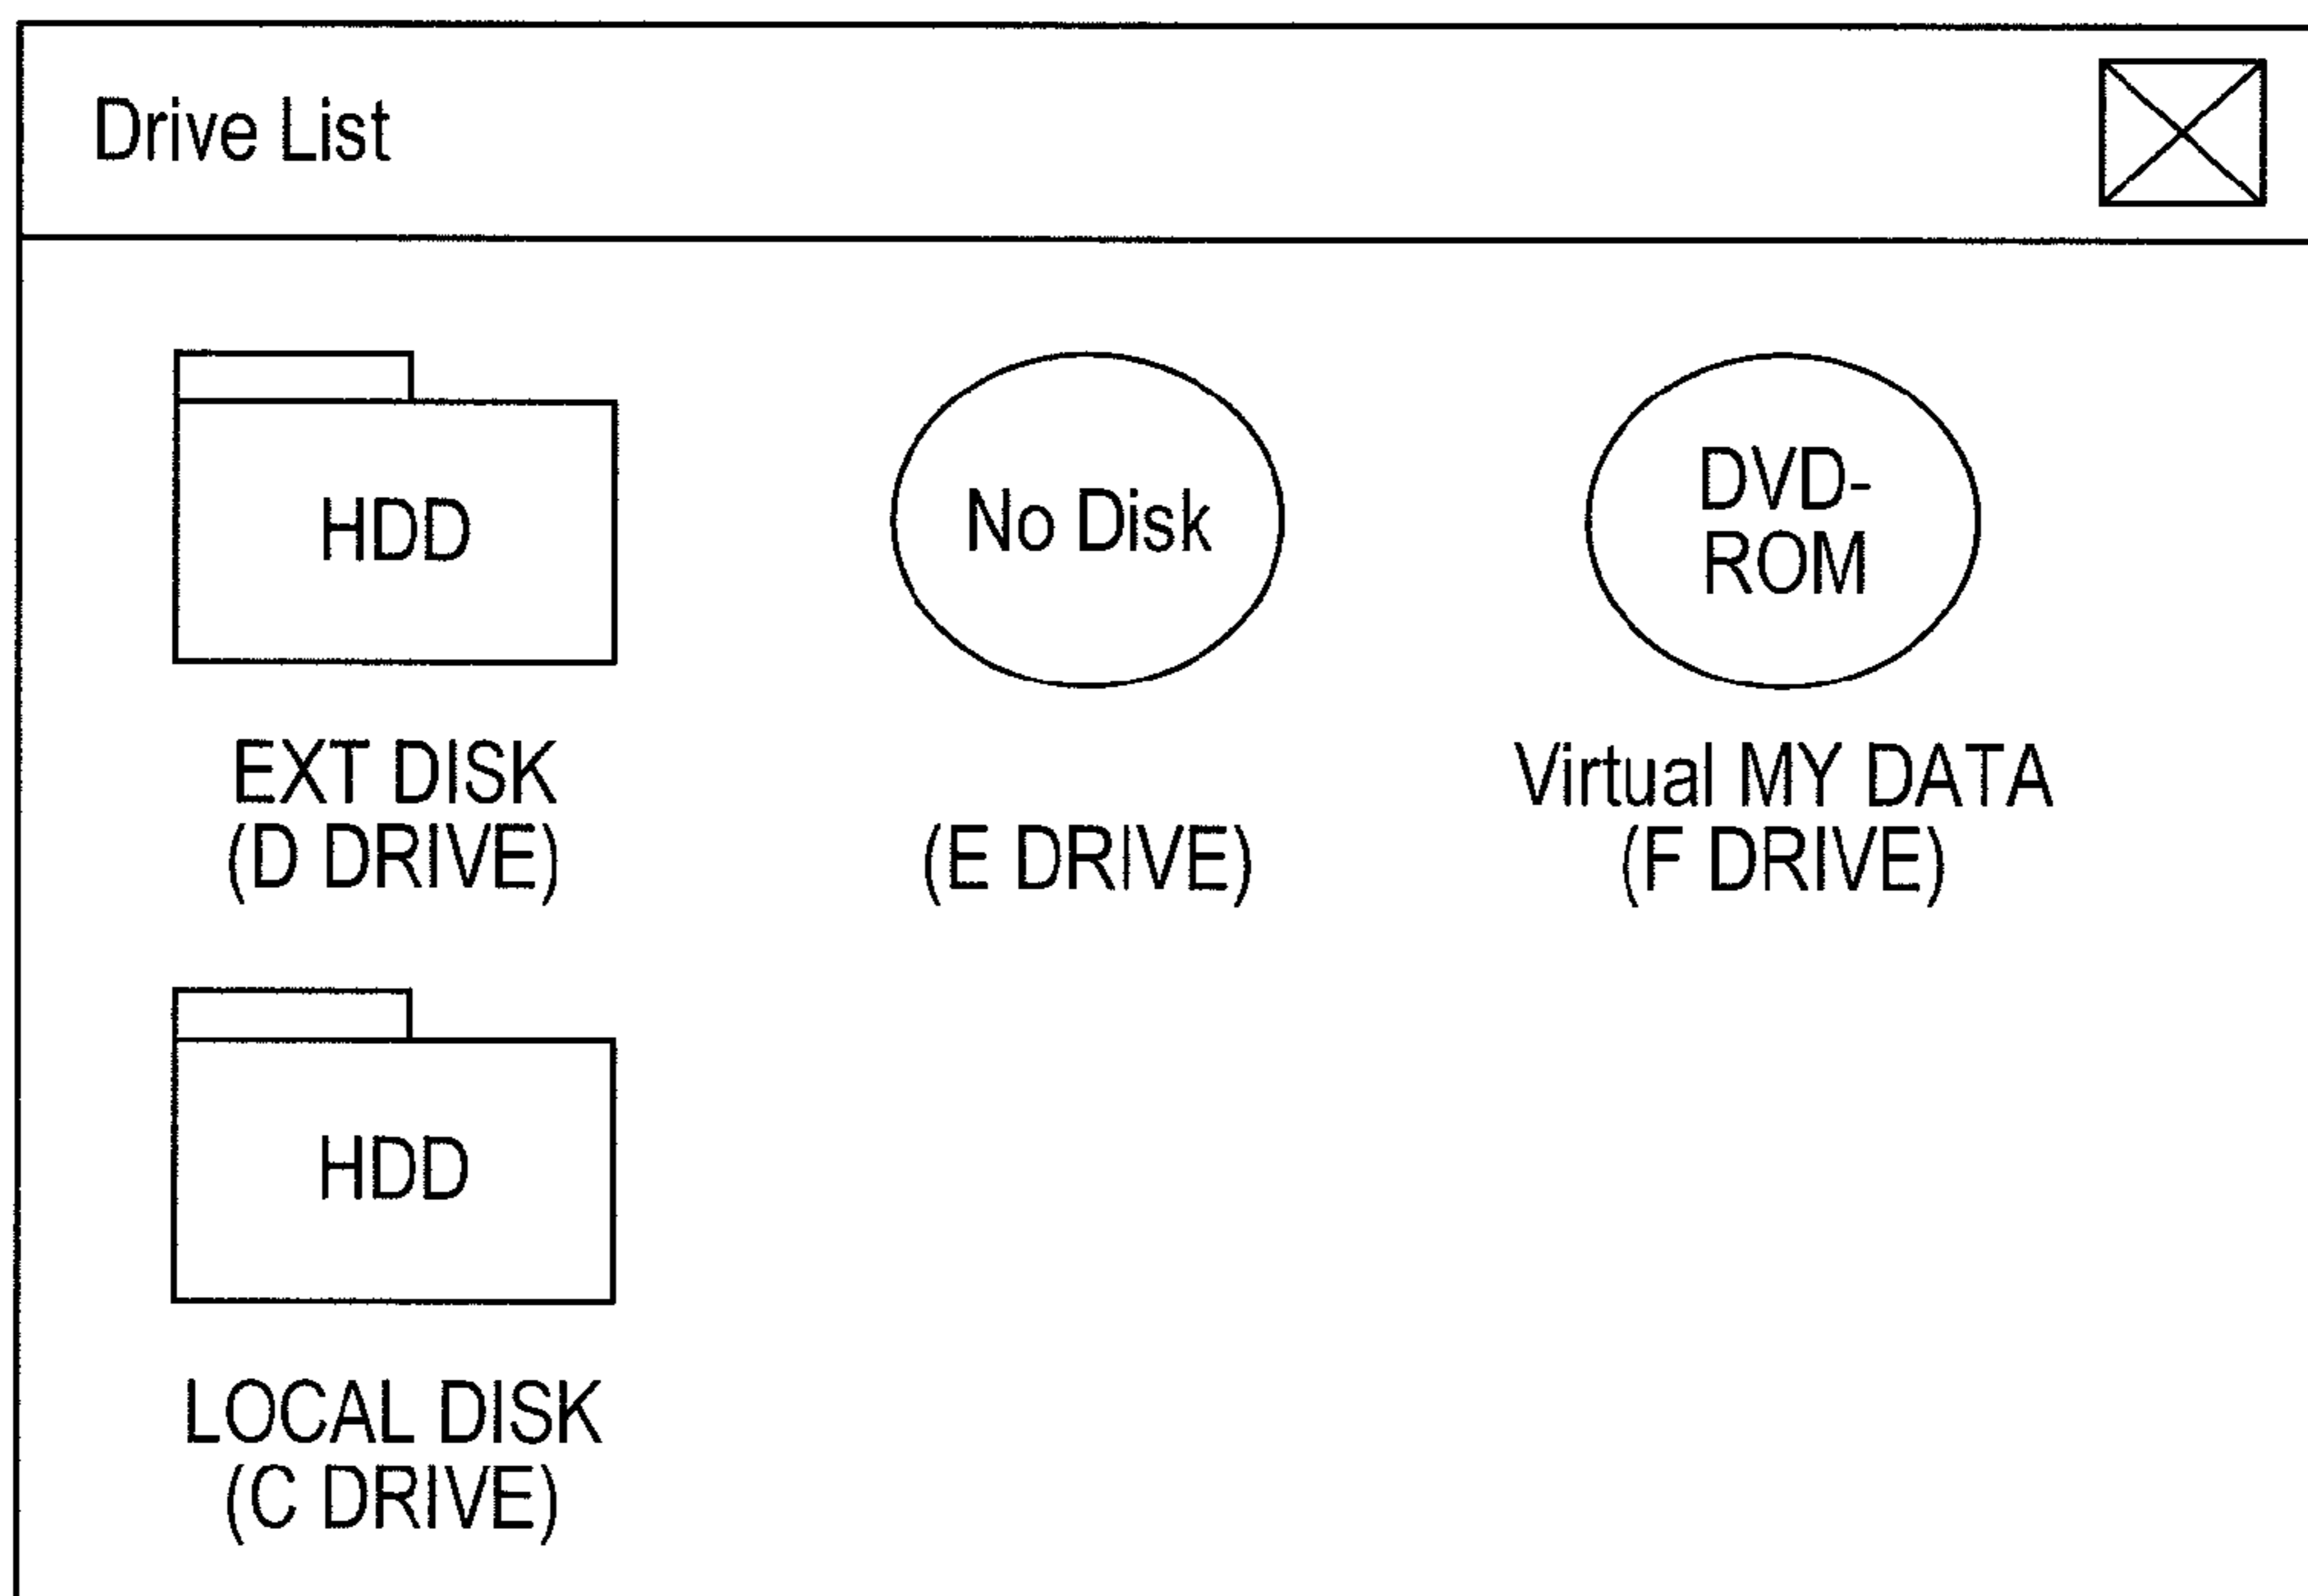 Drive List
HDD
EXT DISK
(D DRIVE)
No Disk
(E DRIVE)
DVD-
ROM
Virtual MY DATA
(F DRIVE)
HDD
LOCAL DISK
(C DRIVE)